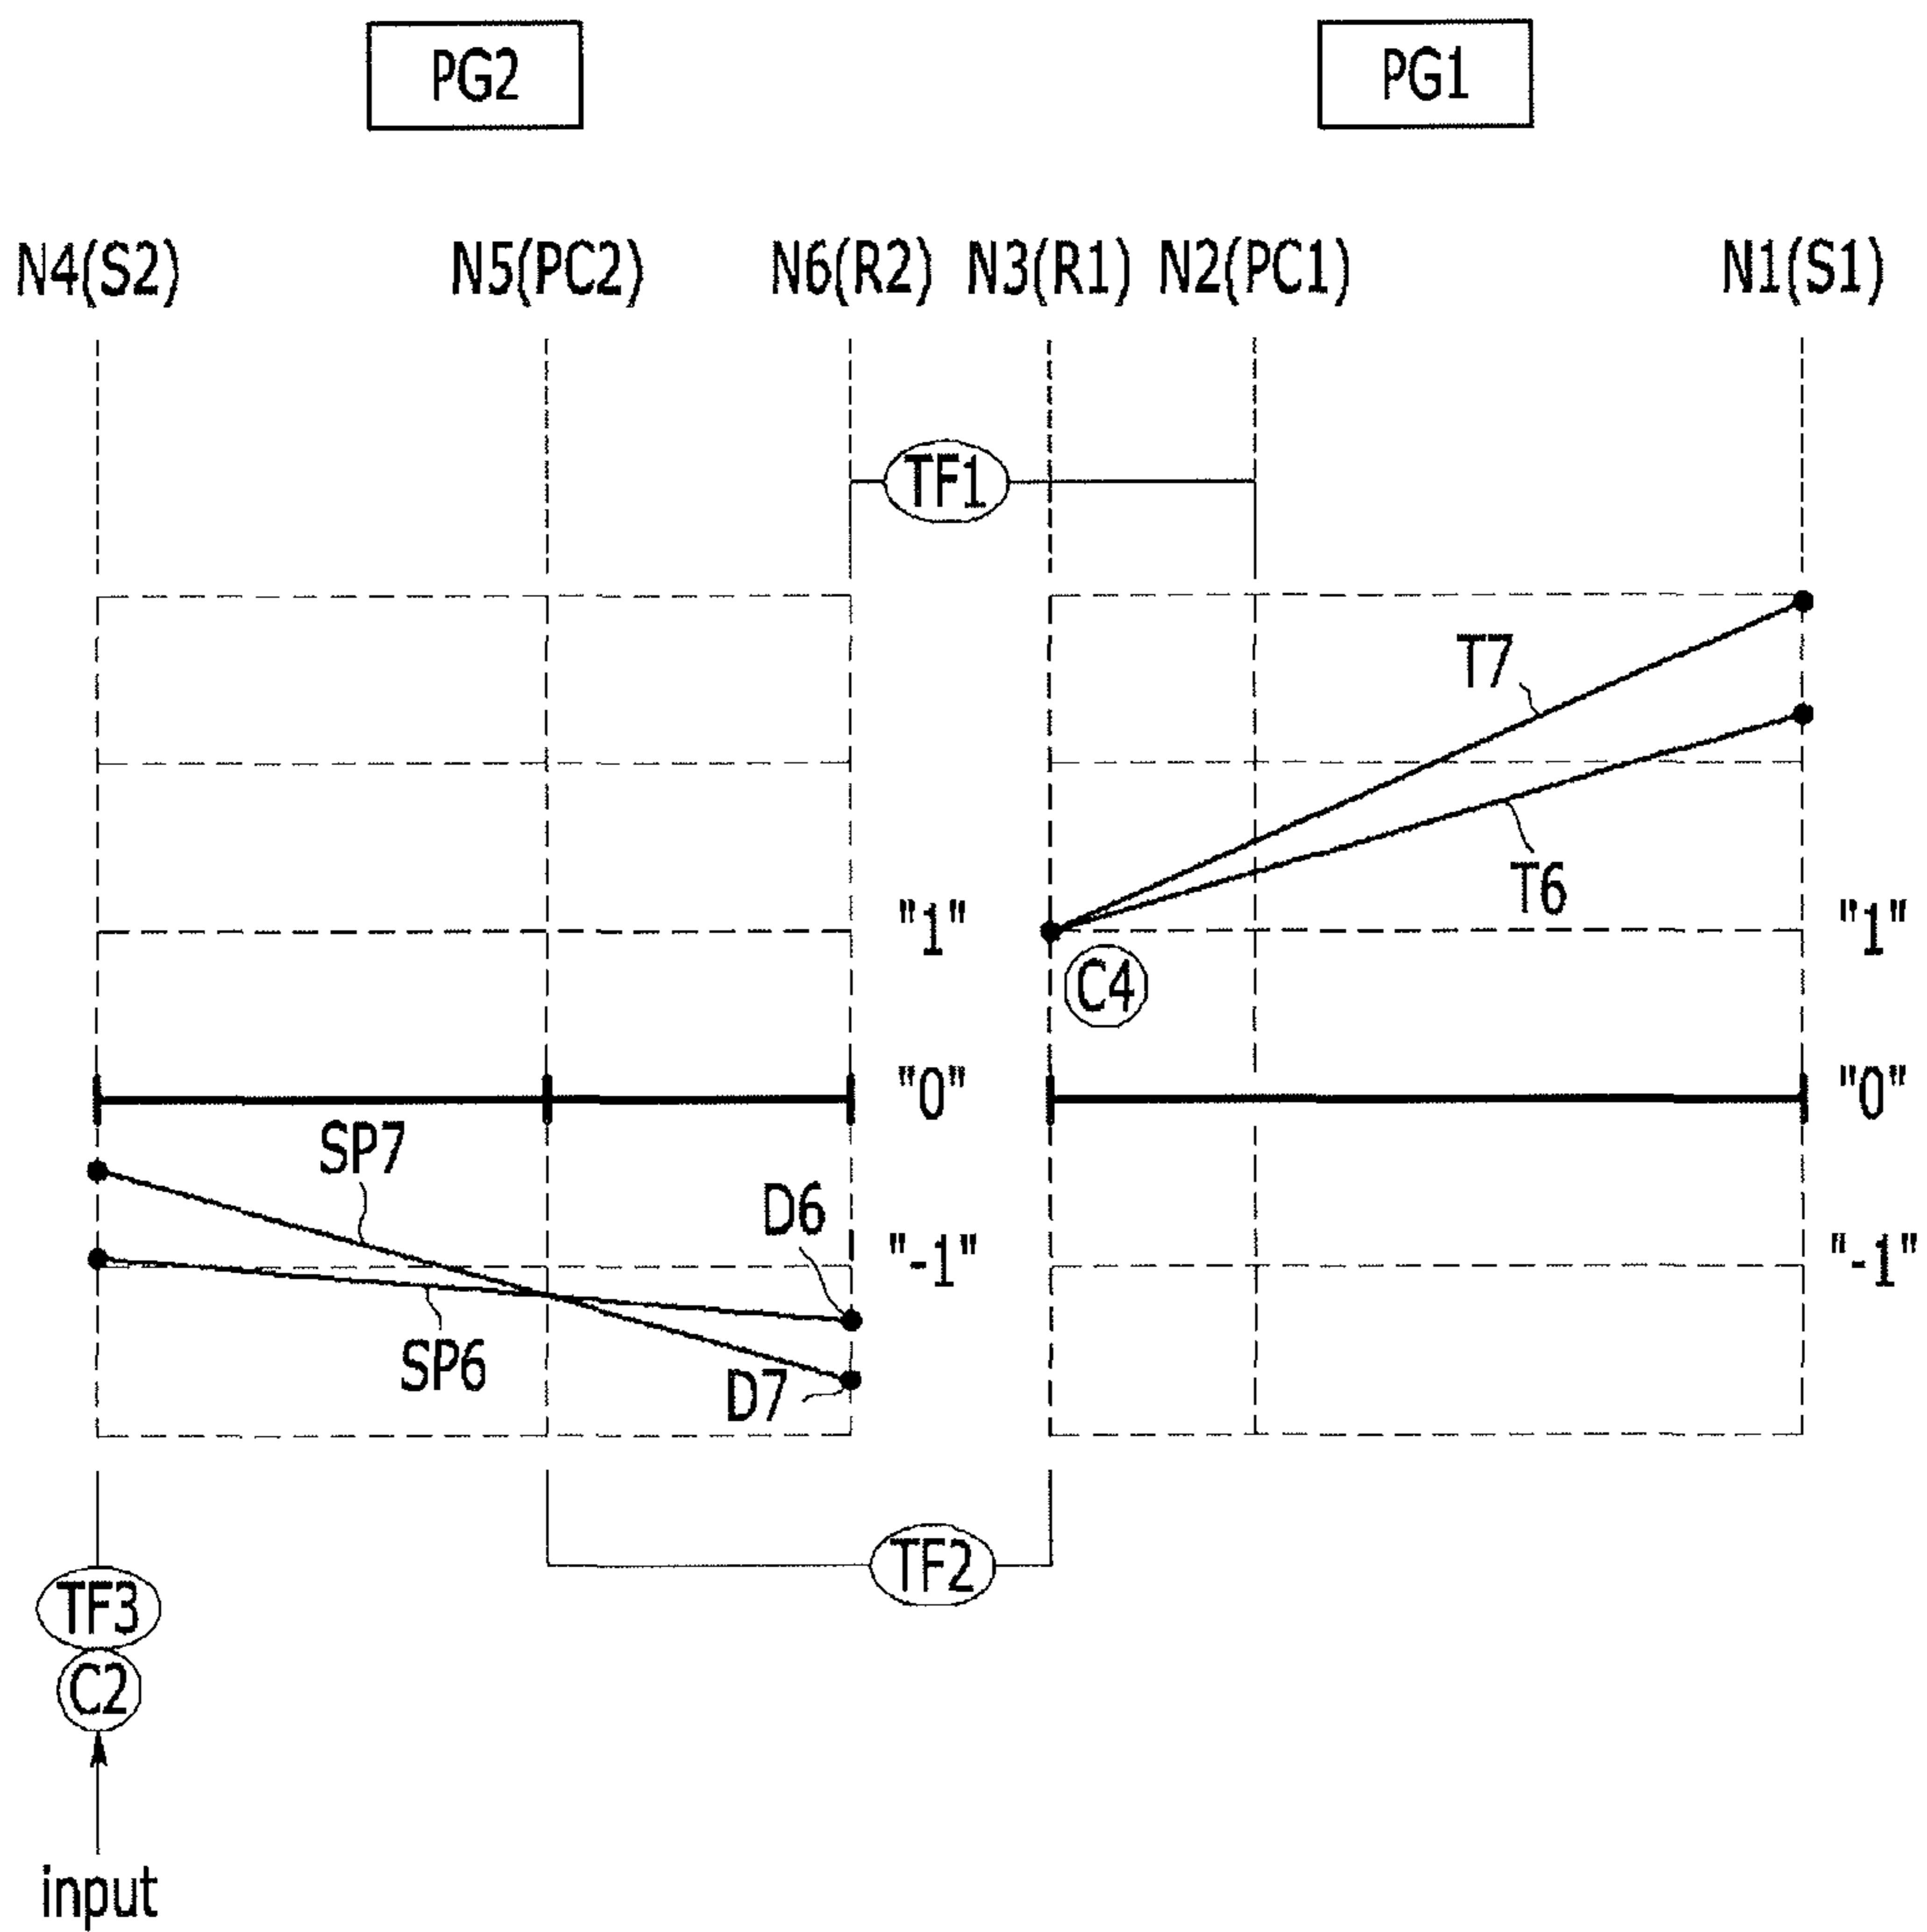 PG2 PG1
N4(S2) N5(PC2) N6(R2) N3(R1) N2(PC1) N1(S1)
TF1
T7
T6
"1" "1"
C4
"0" "0"
SP7
D6
"-1" "-1"
SP6
D7
TF2
TF3
C2
input